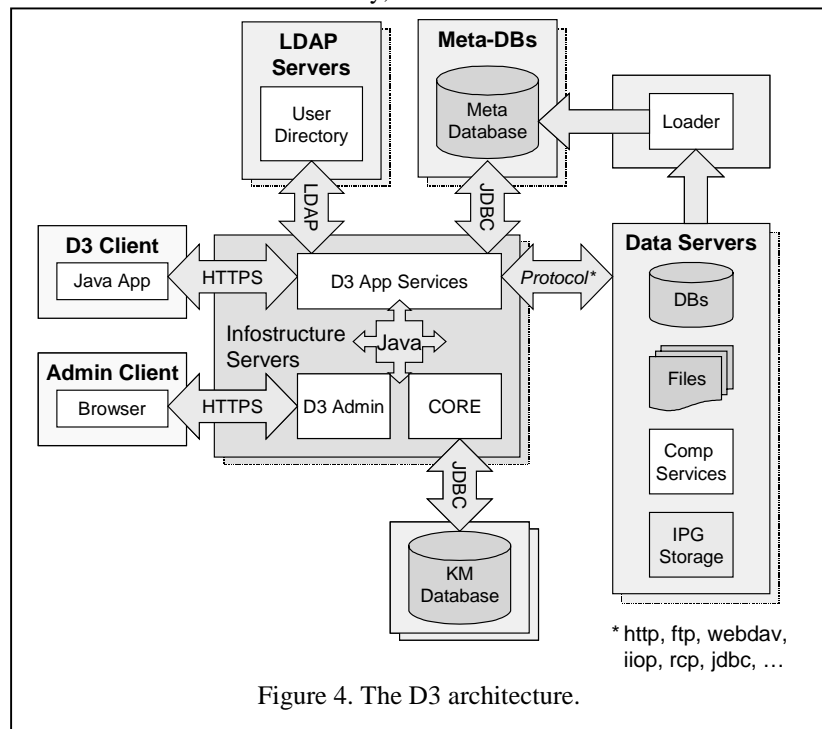 LDAP
Servers
User
Directory
Meta-DBs
Meta
Database
Loader
LDAP
JDBC
D3 Client
Java App
HTTPS
D3 App Services
Protocol*
Data Servers
DBs
Files
Comp
Services
IPG
Storage
Infostructure
Servers
Java
Admin Client
Browser
HTTPS
D3 Admin
CORE
JDBC
KM
Database
* http, ftp, webdav,
iiop, rcp, jdbc, …
Figure 4. The D3 architecture.